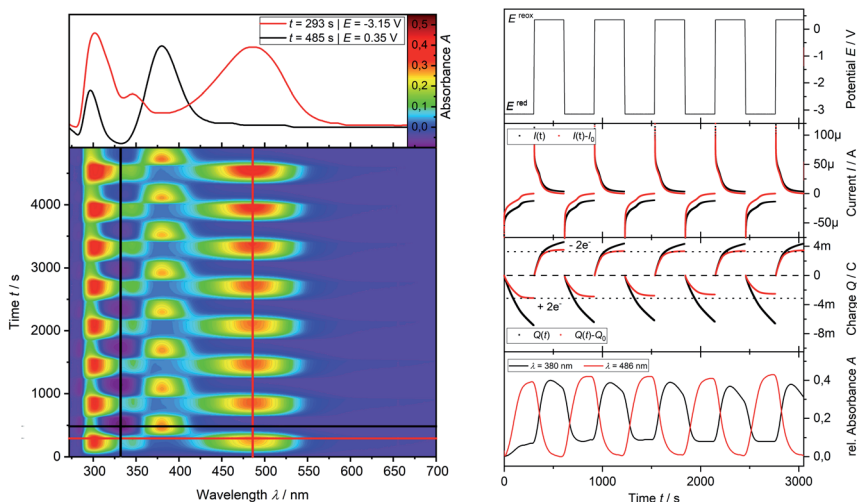 t = 293 s | E = -3.15 V
t = 485 s | E = 0.35 V
0,5
0,4
0,3
0,2
0,1
0,0
Absorbance A
4000
3000
2000
1000
0
Time t / s
300 350 400 450 500 550 600 650 700
Wavelength λ / nm
E reox
E red
0
-1
-2
-3
Potential E / V
I(t) I(t)-I0
100µ
50µ
0
-50µ
Current I / A
- 2e-
+ 2e-
Q(t) Q(t)-Q0
4m
0
-4m
-8m
Charge Q / C
λ = 380 nm λ = 486 nm
0,4
0,2
0,0
rel. Absorbance A
0 1000 2000 3000
Time t / s